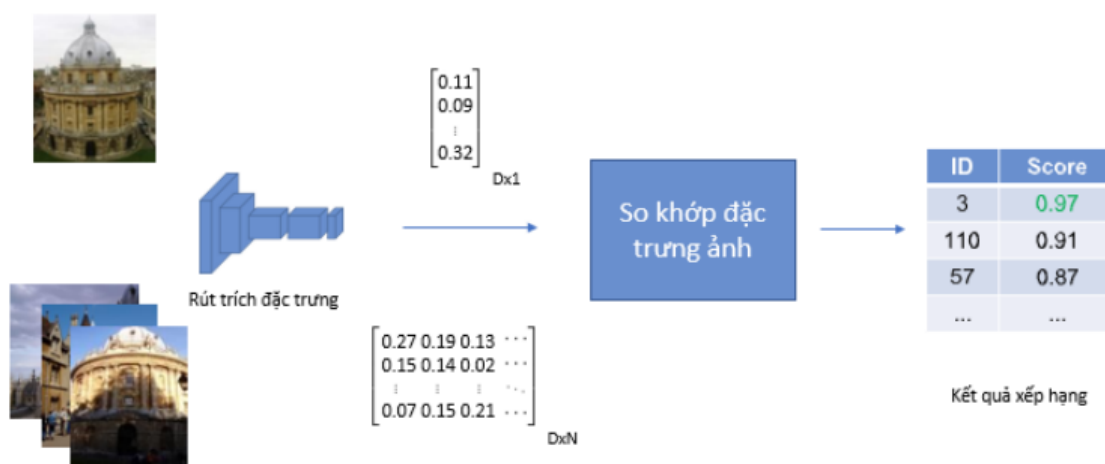 [0.11]
[0.09]
[⋮]
[0.32]
Dx1
Rút trích đặc trưng
[0.27 0.19 0.13 ⋯]
[0.15 0.14 0.02 ⋯]
[⋮ ⋮ ⋮ ⋱]
[0.07 0.15 0.21 ⋯]
DxN
So khớp đặc
trưng ảnh
ID Score
3 0.97
110 0.91
57 0.87
... ...
Kết quả xếp hạng